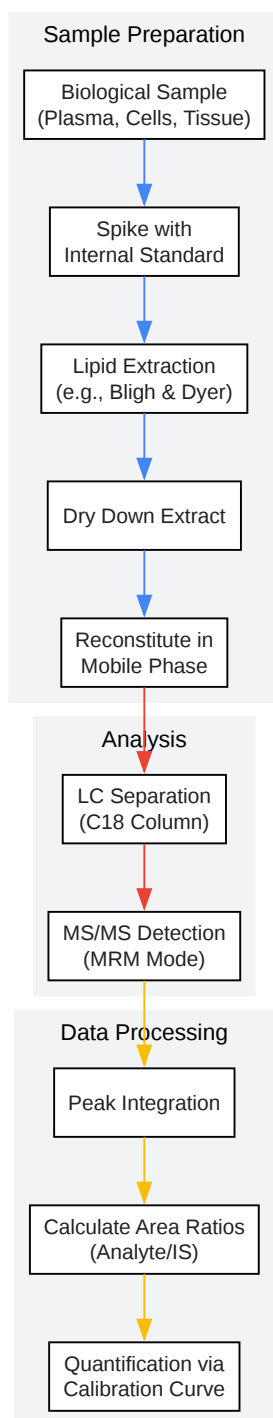 Sample Preparation
Biological Sample
(Plasma, Cells, Tissue)
Spike with
Internal Standard
Lipid Extraction
(e.g., Bligh & Dyer)
Dry Down Extract
Reconstitute in
Mobile Phase
Analysis
LC Separation
(C18 Column)
MS/MS Detection
(MRM Mode)
Data Processing
Peak Integration
Calculate Area Ratios
(Analyte/IS)
Quantification via
Calibration Curve